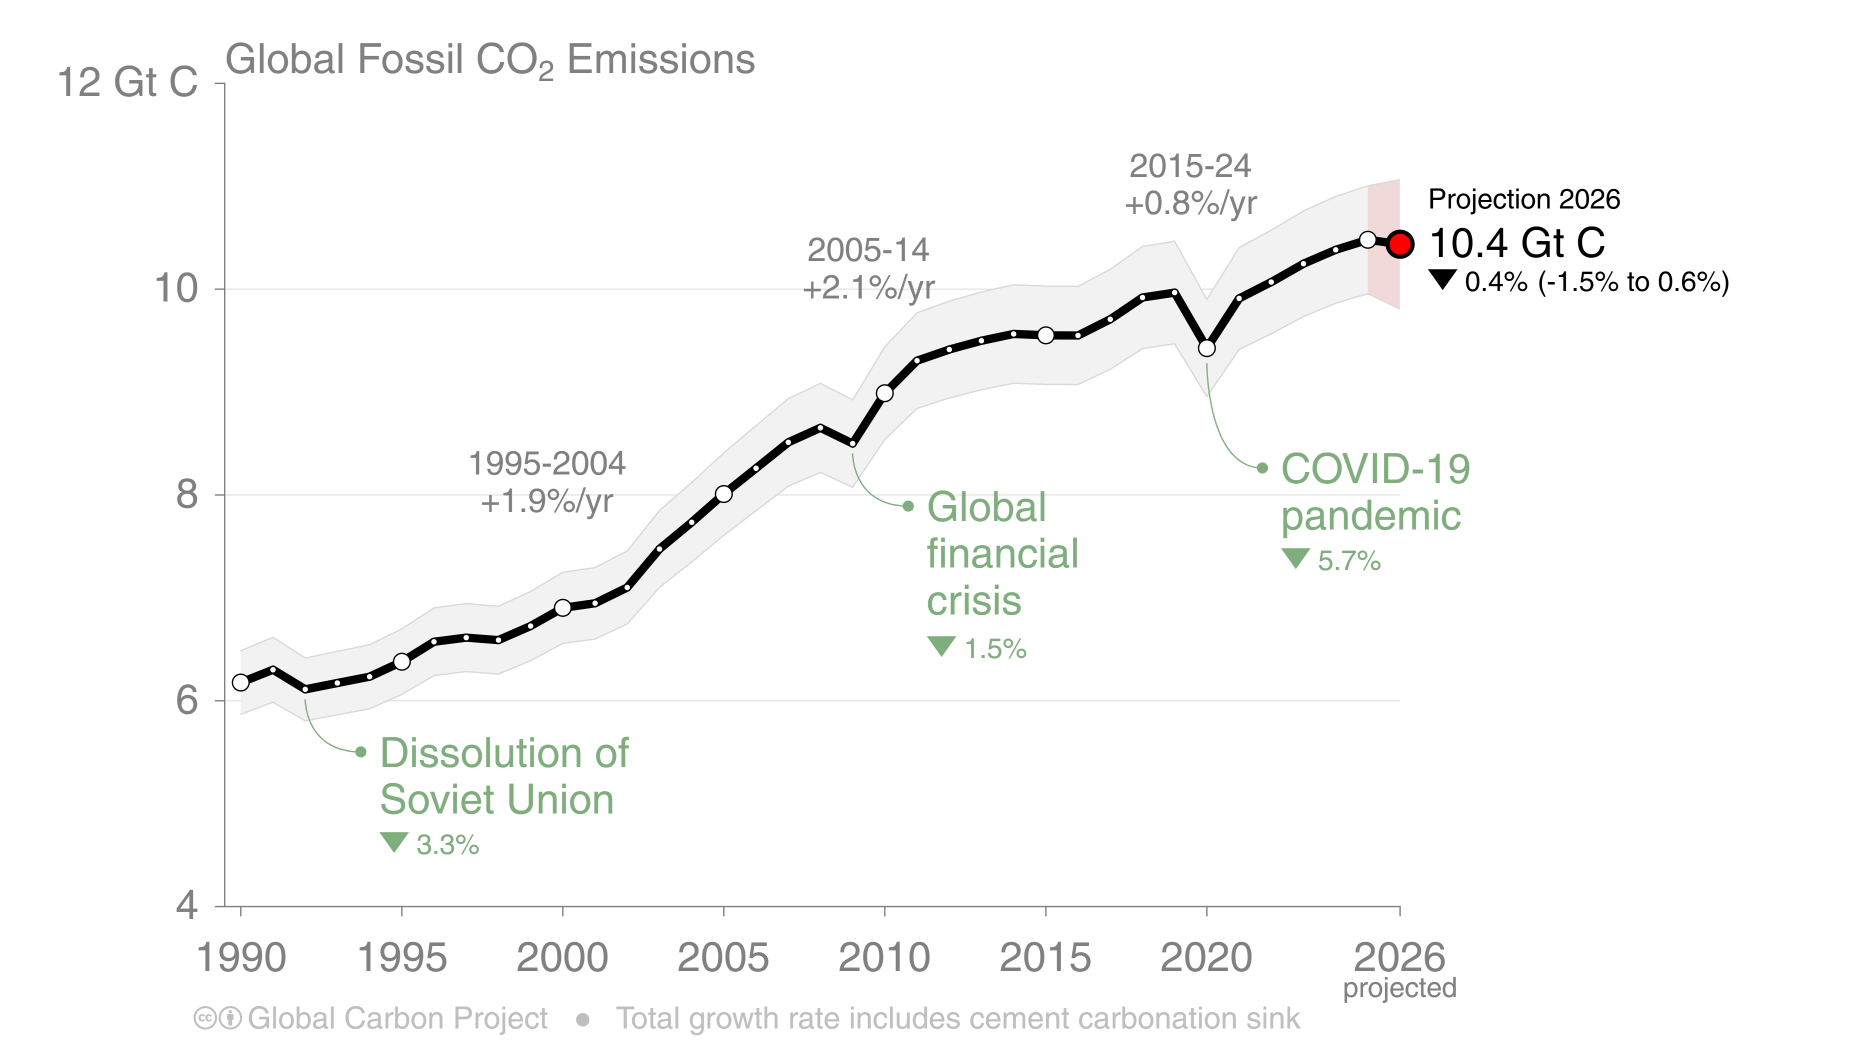 Global Fossil CO₂ Emissions
12 Gt C
10
8
6
4
1990
1995
2000
2005
2010
2015
2020
2026
projected
1995-2004
+1.9%/yr
2005-14
+2.1%/yr
2015-24
+0.8%/yr
Projection 2026
10.4 Gt C
▼ 0.4% (-1.5% to 0.6%)
Dissolution of
Soviet Union
▼ 3.3%
Global
financial
crisis
▼ 1.5%
COVID-19
pandemic
▼ 5.7%
cc Global Carbon Project • Total growth rate includes cement carbonation sink